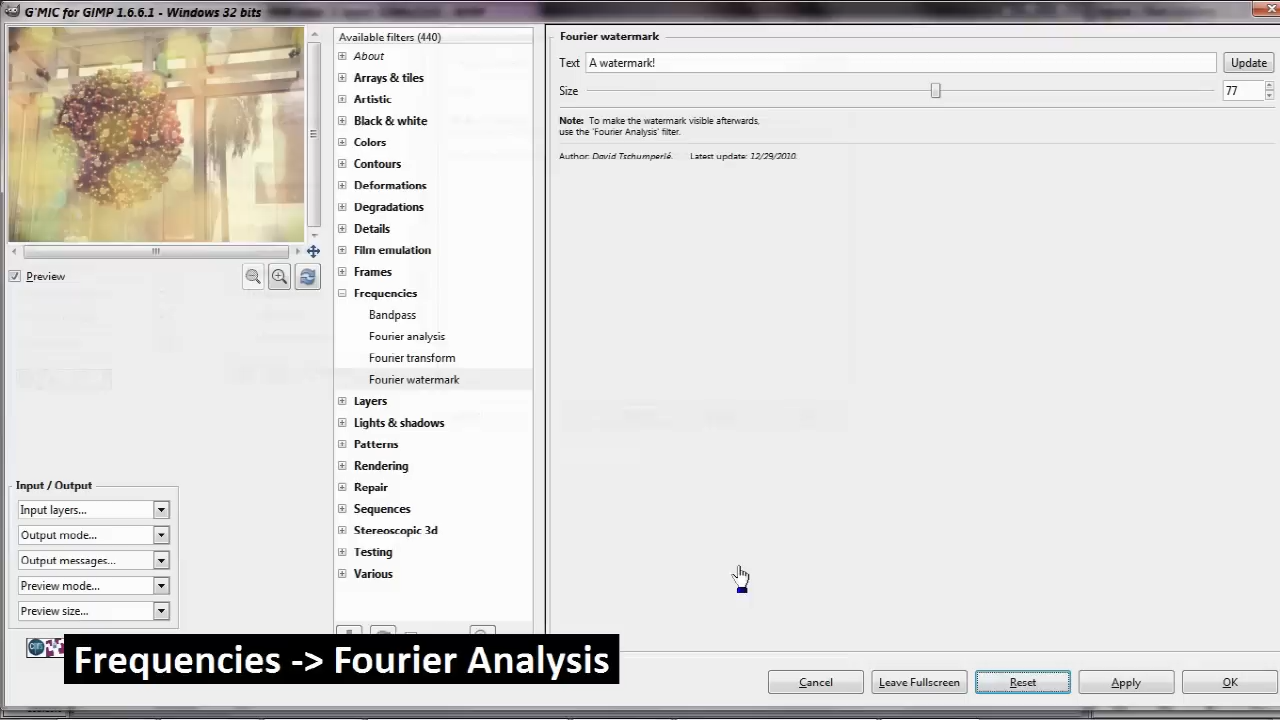 G'MIC for GIMP 1.6.6.1 - Windows 32 bits
Preview
Input / Output
Input layers...
Output mode...
Output messages...
Preview mode...
Preview size...
Available filters (440)
About
Arrays & tiles
Artistic
Black & white
Colors
Contours
Deformations
Degradations
Details
Film emulation
Frames
Frequencies
Bandpass
Fourier analysis
Fourier transform
Fourier watermark
Layers
Lights & shadows
Patterns
Rendering
Repair
Sequences
Stereoscopic 3d
Testing
Various
Fourier watermark
Text A watermark! Update
Size 77
Note: To make the watermark visible afterwards,
use the 'Fourier Analysis' filter.
Author: David Tschumperlé. Latest update: 12/29/2010.
Frequencies -> Fourier Analysis
Cancel Leave Fullscreen Reset Apply OK